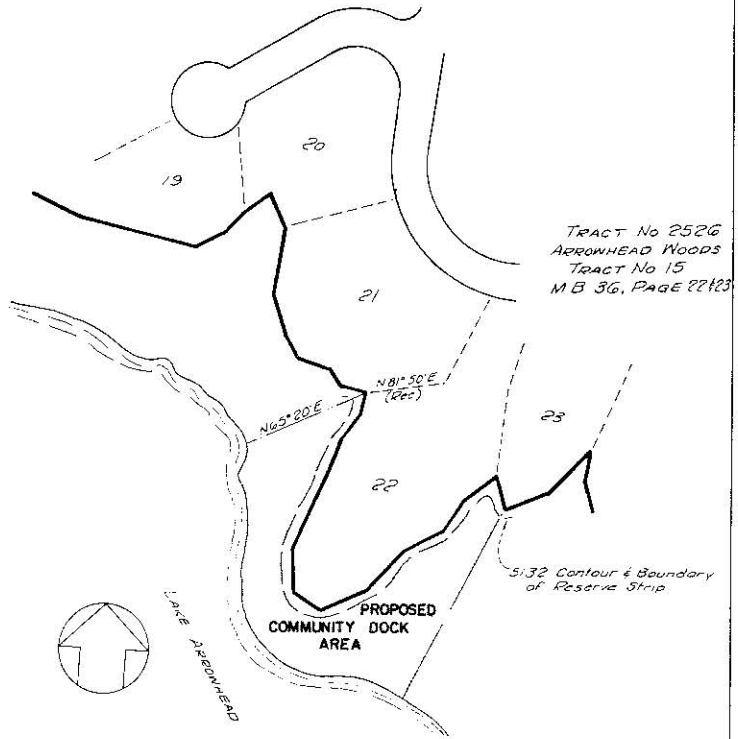 20
19
TRACT No 2526
ARROWHEAD WOODS
TRACT No 15
M B 36, PAGE 22&23
21
N 81° 50' E
(Rec)
N65° 20' E
23
22
5132 Contour & Boundary
of Reserve Strip
PROPOSED
COMMUNITY DOCK
AREA
LAKE ARROWHEAD